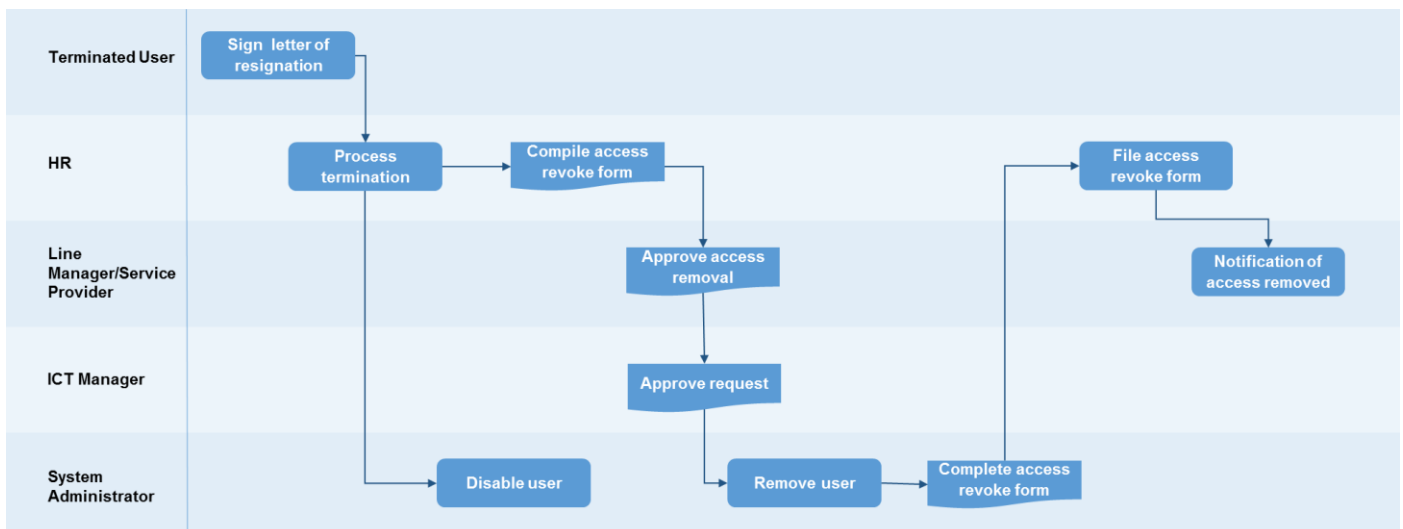 Terminated User
Sign letter of
resignation
HR
Process
termination
Compile access
revoke form
File access
revoke form
Line
Manager/Service
Provider
Approve access
removal
Notification of
access removed
ICT Manager
Approve request
System
Administrator
Disable user
Remove user
Complete access
revoke form